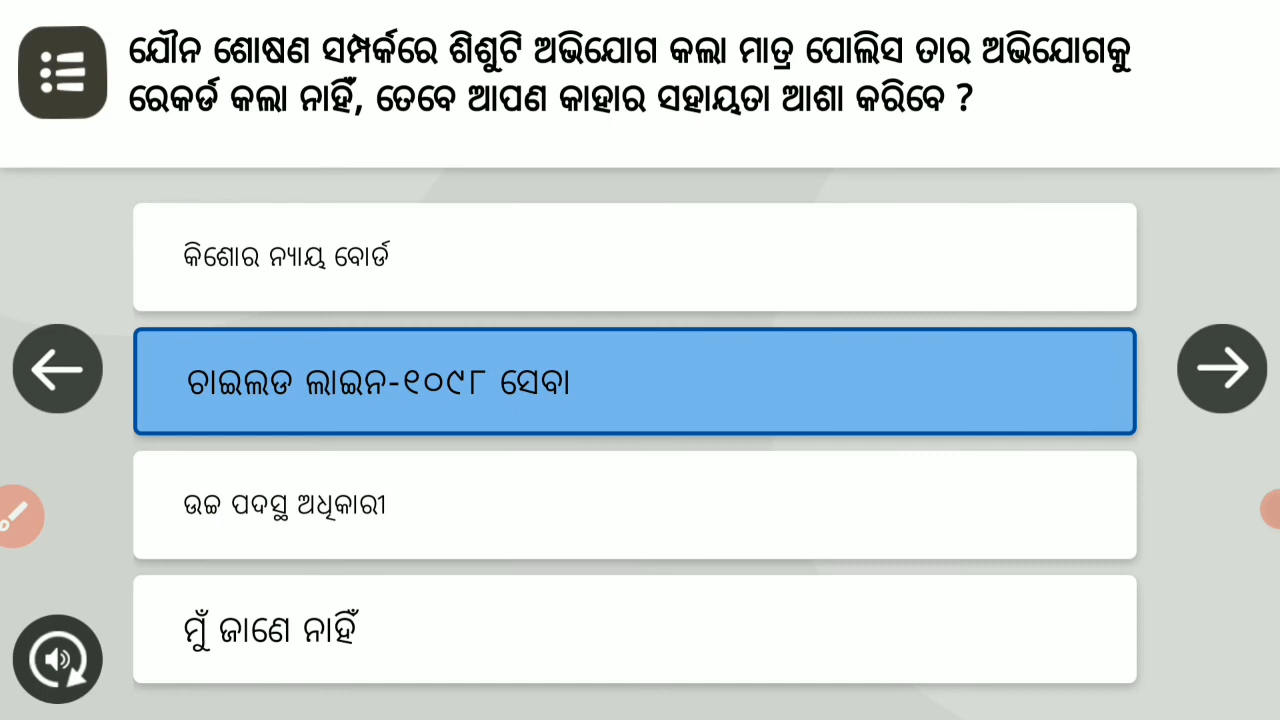 ଯୌନ ଶୋଷଣ ସମ୍ପର୍କରେ ଶିଶୁଟି ଅଭିଯୋଗ କଲା ମାତ୍ର ପୋଲିସ ତାର ଅଭିଯୋଗକୁ
ରେକର୍ଡ କଲା ନାହିଁ, ତେବେ ଆପଣ କାହାର ସହାୟତା ଆଶା କରିବେ ?
କିଶୋର ନ୍ୟାୟ ବୋର୍ଡ
ଚାଇଲଡ ଲାଇନ-୧୦୯୮ ସେବା
ଉଚ୍ଚ ପଦସ୍ଥ ଅଧିକାରୀ
ମୁଁ ଜାଣେ ନାହିଁ